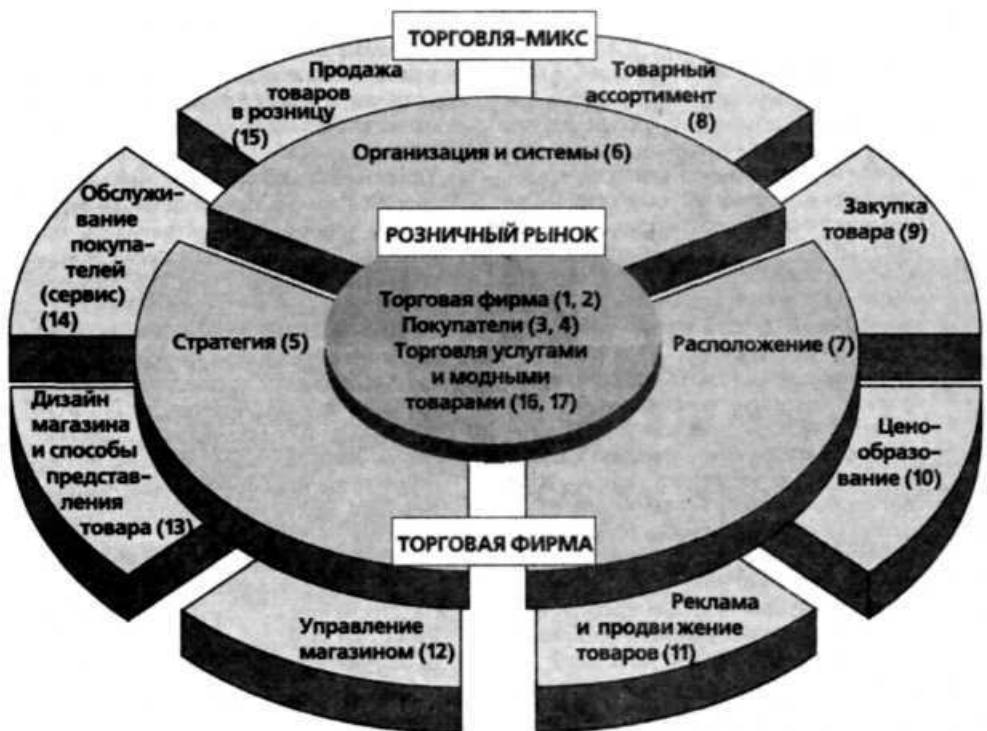 ТОРГОВЛЯ-МИКС
Продажа
товаров
в розницу
(15)
Товарный
ассортимент
(8)
Организация и системы (6)
Обслужи-
вание
покупа-
телей
(сервис)
(14)
Закупка
товара (9)
РОЗНИЧНЫЙ РЫНОК
Торговая фирма (1, 2)
Покупатели (3, 4)
Торговля услугами
и модными
товарами (16, 17)
Стратегия (5)
Расположение (7)
Дизайн
магазина
и способы
представ-
ления
товара (13)
Цено-
образо-
вание (10)
ТОРГОВАЯ ФИРМА
Управление
магазином (12)
Реклама
и продвижение
товаров (11)